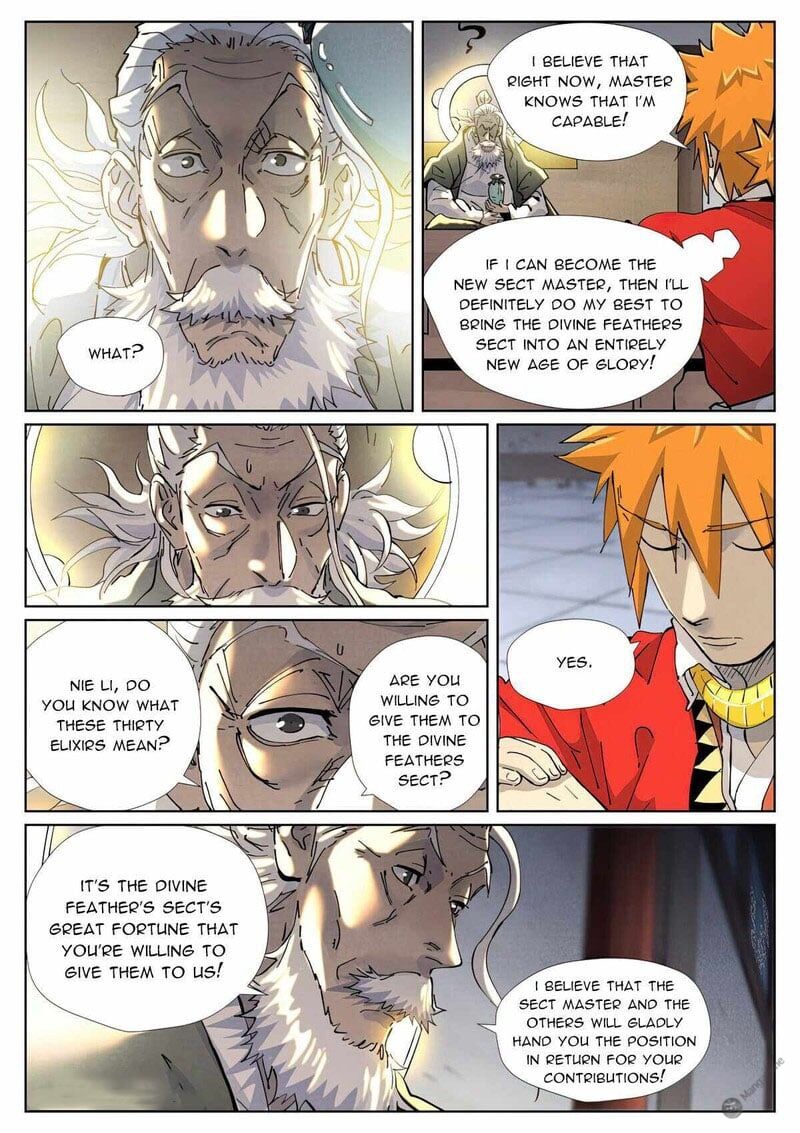 WHAT?
?
I BELIEVE THAT
RIGHT NOW, MASTER
KNOWS THAT I'M
CAPABLE!
IF I CAN BECOME THE
NEW SECT MASTER, THEN I'LL
DEFINITELY DO MY BEST TO
BRING THE DIVINE FEATHERS
SECT INTO AN ENTIRELY
NEW AGE OF GLORY!
NIE LI, DO
YOU KNOW WHAT
THESE THIRTY
ELIXIRS MEAN?
ARE YOU
WILLING TO
GIVE THEM TO
THE DIVINE
FEATHERS
SECT?
YES.
IT'S THE DIVINE
FEATHER'S SECT'S
GREAT FORTUNE THAT
YOU'RE WILLING TO
GIVE THEM TO US!
I BELIEVE THAT THE
SECT MASTER AND THE
OTHERS WILL GLADLY
HAND YOU THE POSITION
IN RETURN FOR YOUR
CONTRIBUTIONS!